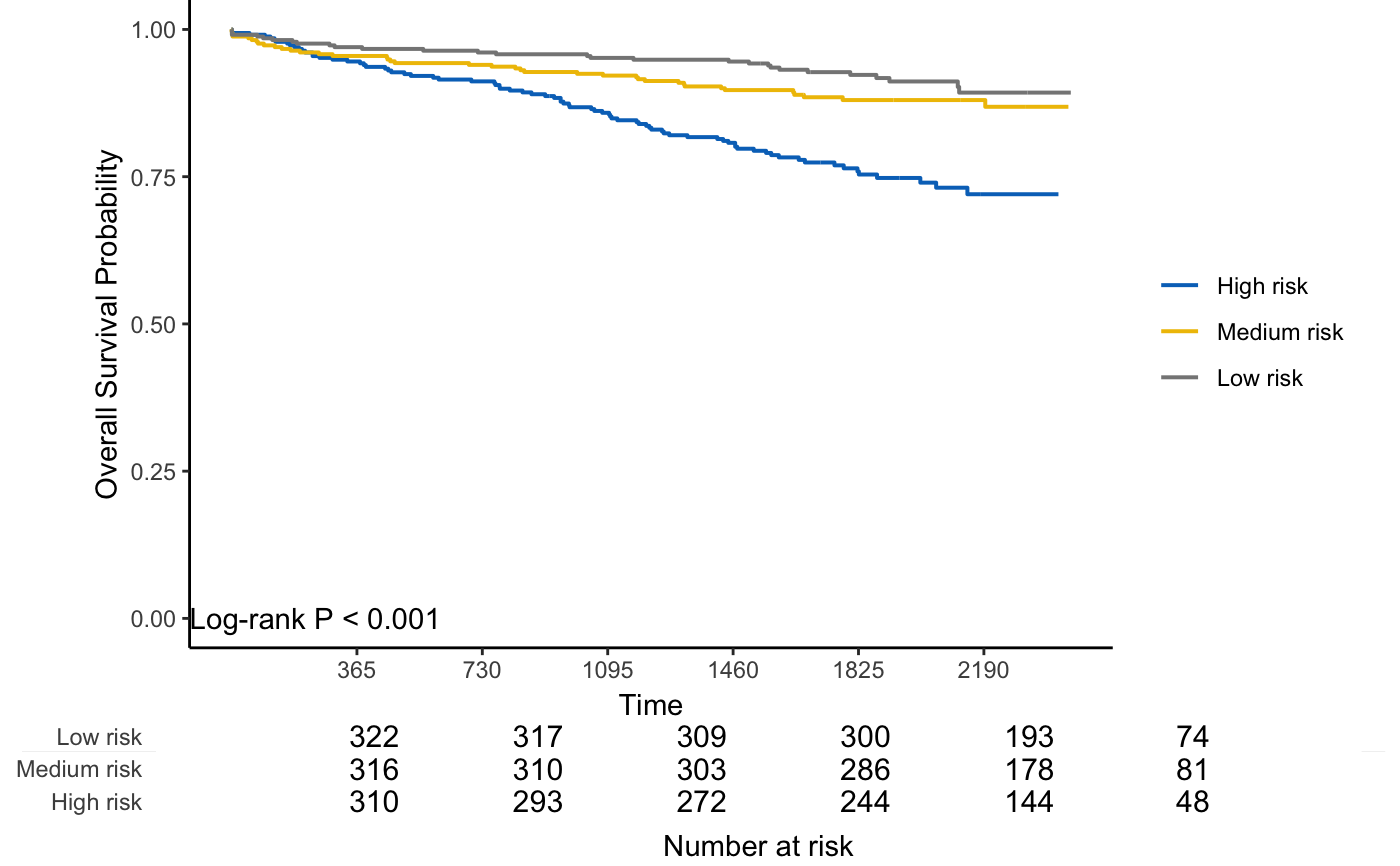 1.00
0.75
0.50
0.25
0.00
Overall Survival Probability
Log-rank P < 0.001
365 730 1095 1460 1825 2190
Time
High risk
Medium risk
Low risk
Low risk 322 317 309 300 193 74
Medium risk 316 310 303 286 178 81
High risk 310 293 272 244 144 48
Number at risk